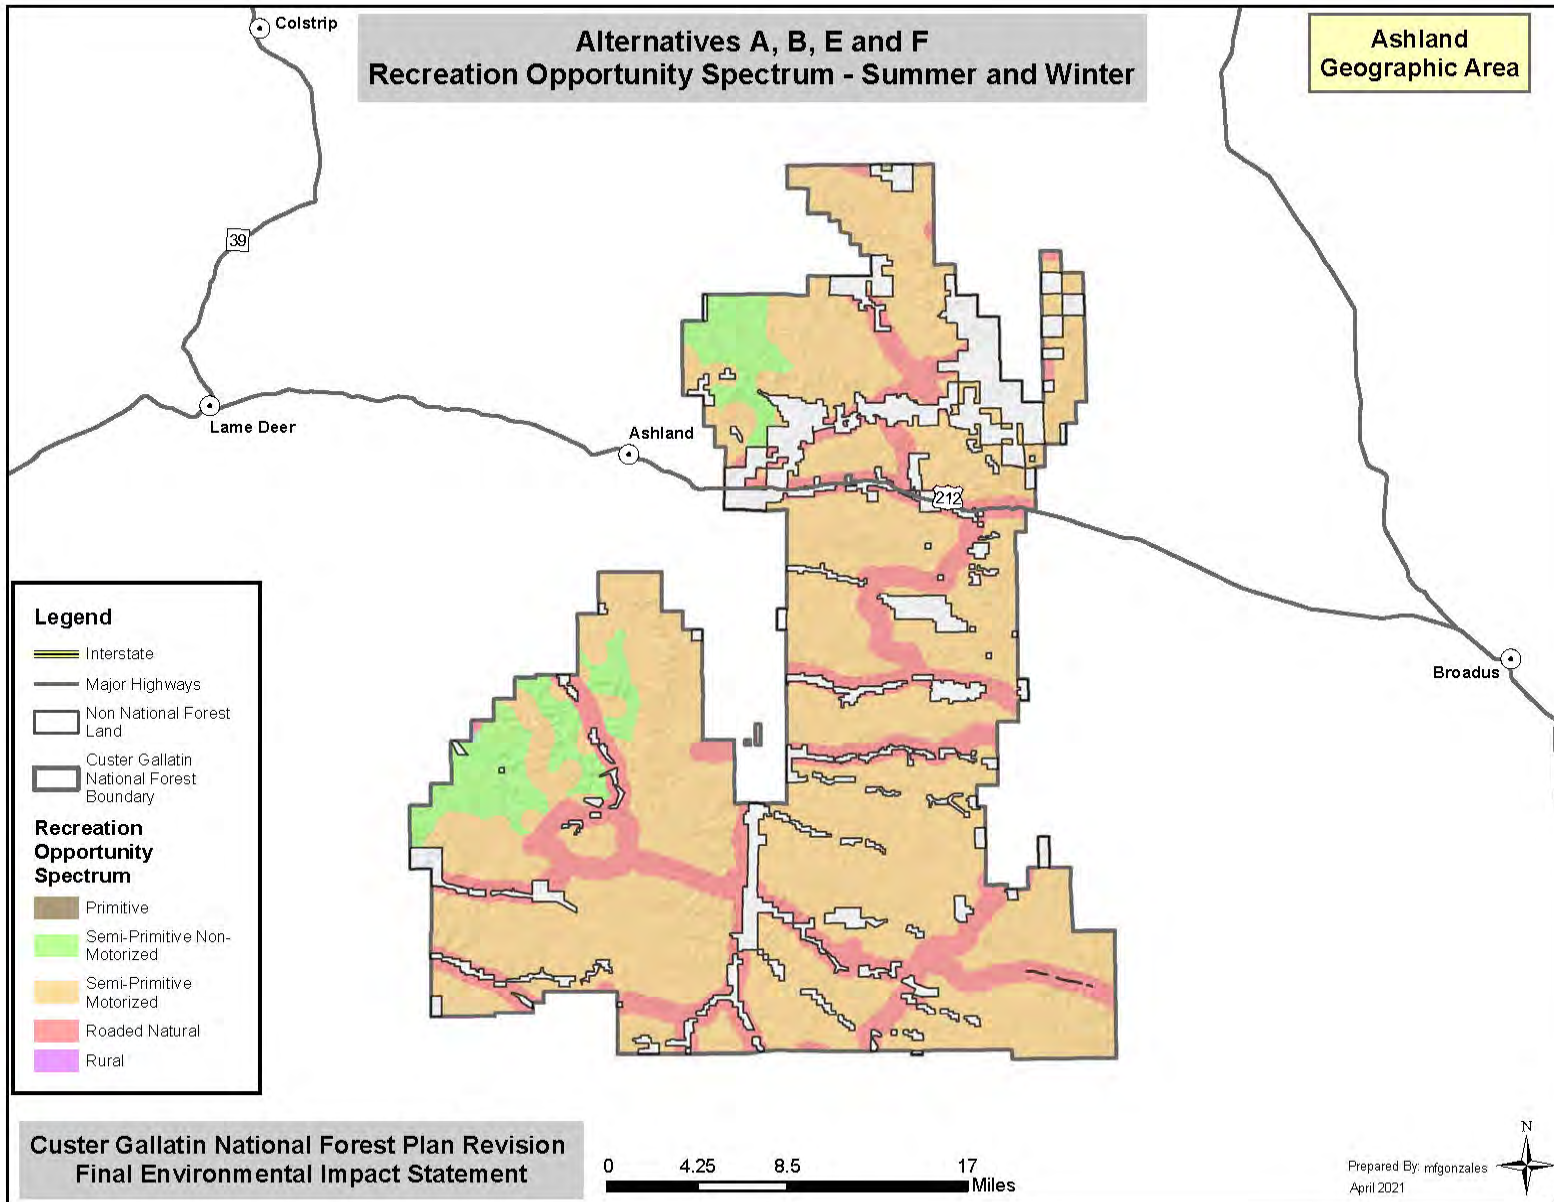 Colstrip
Alternatives A, B, E and F
Recreation Opportunity Spectrum - Summer and Winter
Ashland
Geographic Area
39
Lame Deer
Ashland
212
Broadus
Legend
Interstate
Major Highways
Non National Forest
Land
Custer Gallatin
National Forest
Boundary
Recreation
Opportunity
Spectrum
Primitive
Semi-Primitive Non-
Motorized
Semi-Primitive
Motorized
Roaded Natural
Rural
Custer Gallatin National Forest Plan Revision
Final Environmental Impact Statement
0 4.25 8.5 17
Miles
N
Prepared By: mfgonzales
April 2021